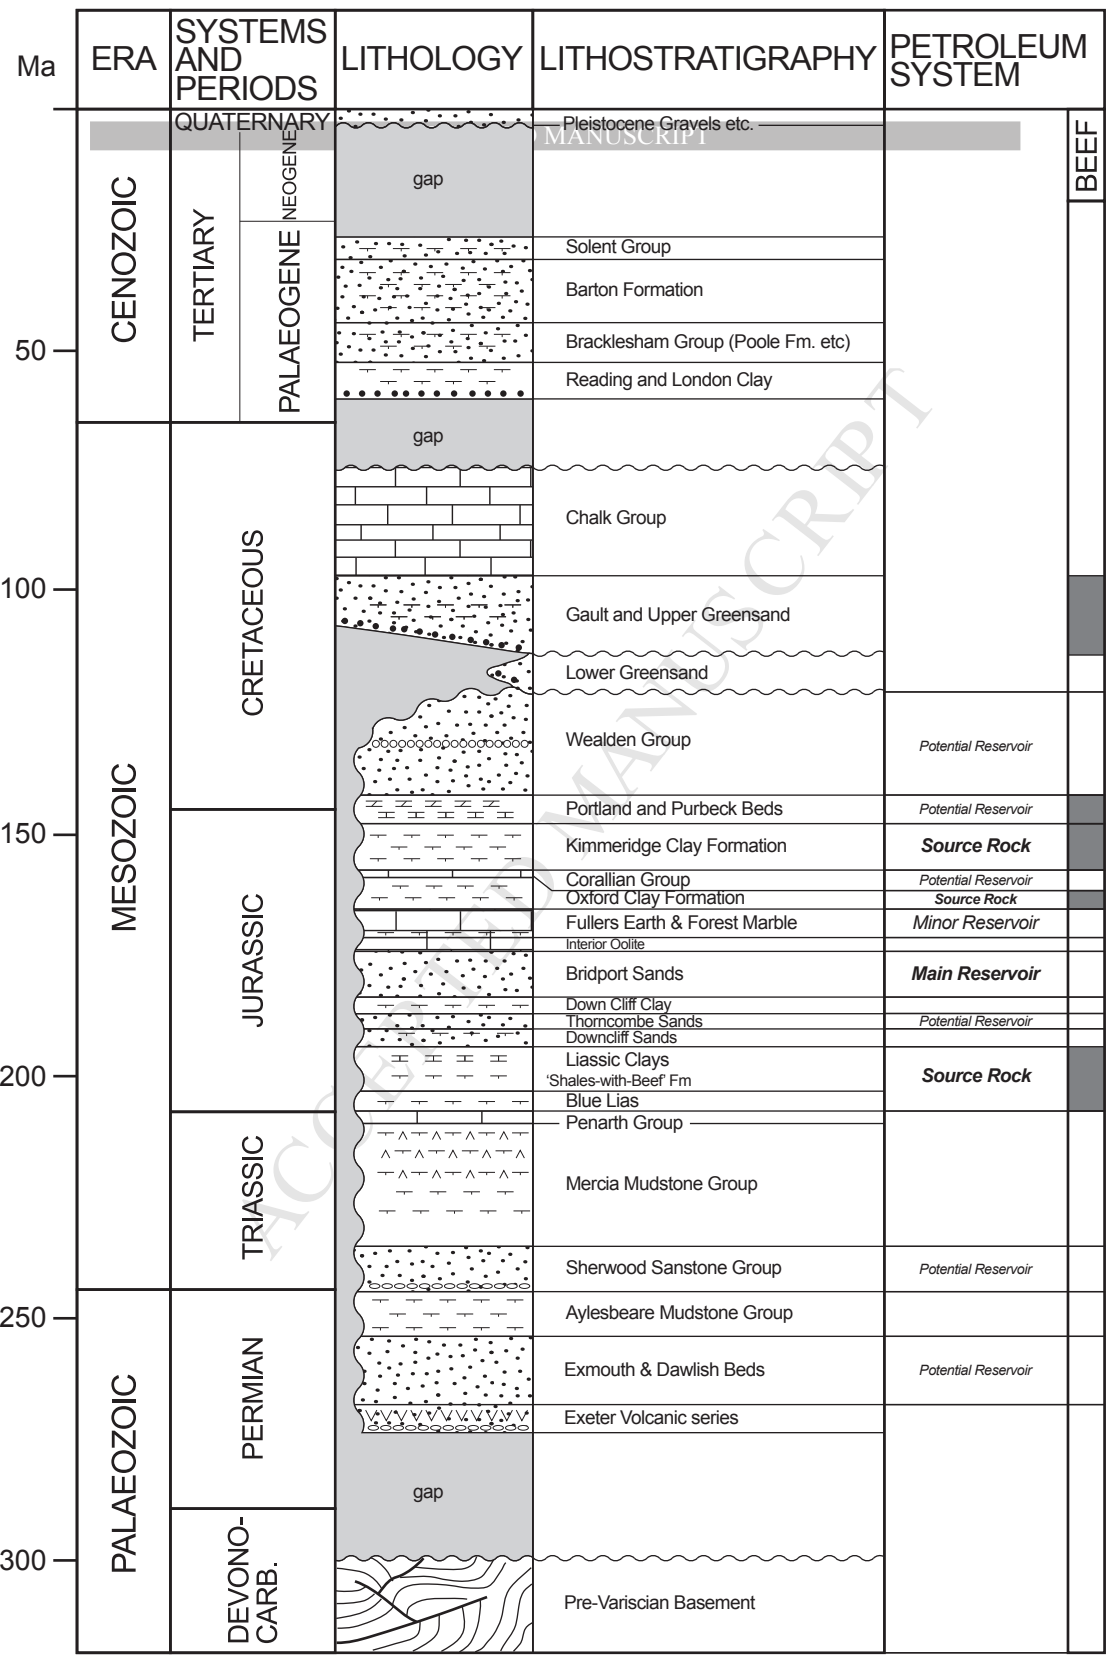 Ma
ERA
SYSTEMS
AND
PERIODS
LITHOLOGY
LITHOSTRATIGRAPHY
PETROLEUM
SYSTEM
BEEF
50
100
150
200
250
300
CENOZOIC
MESOZOIC
PALAEOZOIC
QUATERNARY
TERTIARY
NEOGENE
PALAEOGENE
CRETACEOUS
JURASSIC
TRIASSIC
PERMIAN
DEVONO-
CARB.
MANUSCRIPT
gap
gap
gap
Pleistocene Gravels etc.
Solent Group
Barton Formation
Bracklesham Group (Poole Fm. etc)
Reading and London Clay
Chalk Group
Gault and Upper Greensand
Lower Greensand
Wealden Group
Potential Reservoir
Portland and Purbeck Beds
Potential Reservoir
Kimmeridge Clay Formation
Source Rock
Corallian Group
Potential Reservoir
Oxford Clay Formation
Source Rock
Fullers Earth & Forest Marble
Minor Reservoir
Interior Oolite
Bridport Sands
Main Reservoir
Down Cliff Clay
Thorncombe Sands
Potential Reservoir
Downcliff Sands
Liassic Clays
'Shales-with-Beef' Fm
Source Rock
Blue Lias
Penarth Group
Mercia Mudstone Group
Sherwood Sanstone Group
Potential Reservoir
Aylesbeare Mudstone Group
Exmouth & Dawlish Beds
Potential Reservoir
Exeter Volcanic series
Pre-Variscian Basement
ACCEPTED MANUSCRIPT